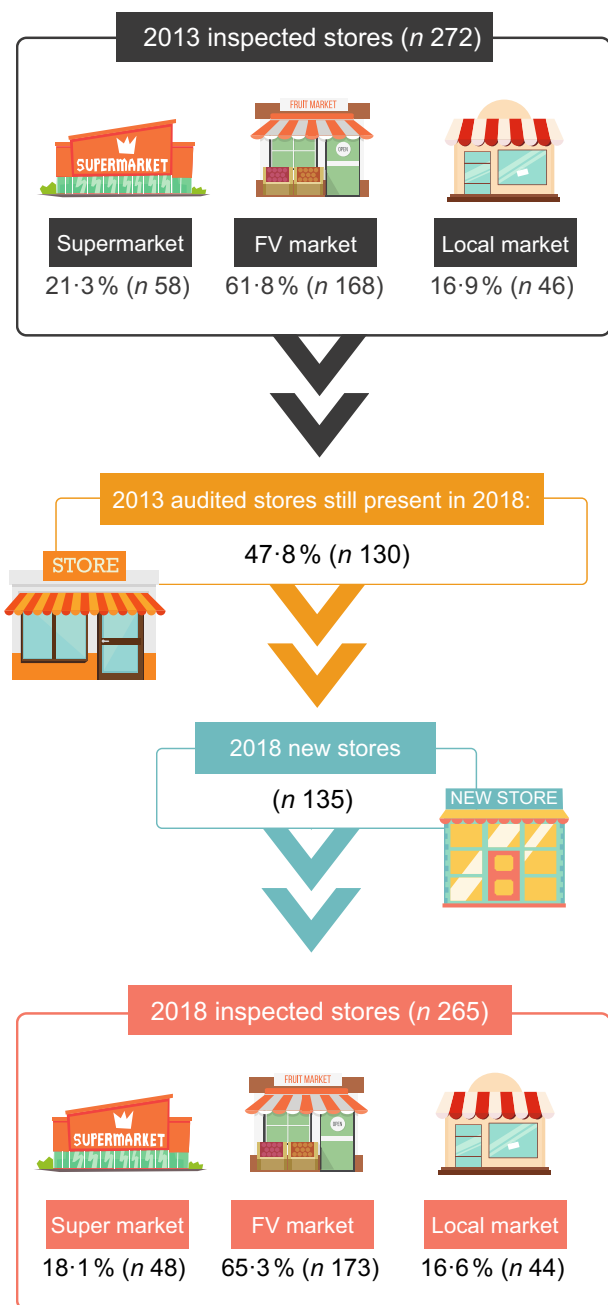 2013 inspected stores (n 272)
FRUIT MARKET
OPEN
SUPERMARKET
Supermarket
FV market
Local market
21·3 % (n 58)
61·8 % (n 168)
16·9 % (n 46)
2013 audited stores still present in 2018:
47·8 % (n 130)
STORE
2018 new stores
(n 135)
NEW STORE
2018 inspected stores (n 265)
FRUIT MARKET
OPEN
SUPERMARKET
Super market
FV market
Local market
18·1 % (n 48)
65·3 % (n 173)
16·6 % (n 44)